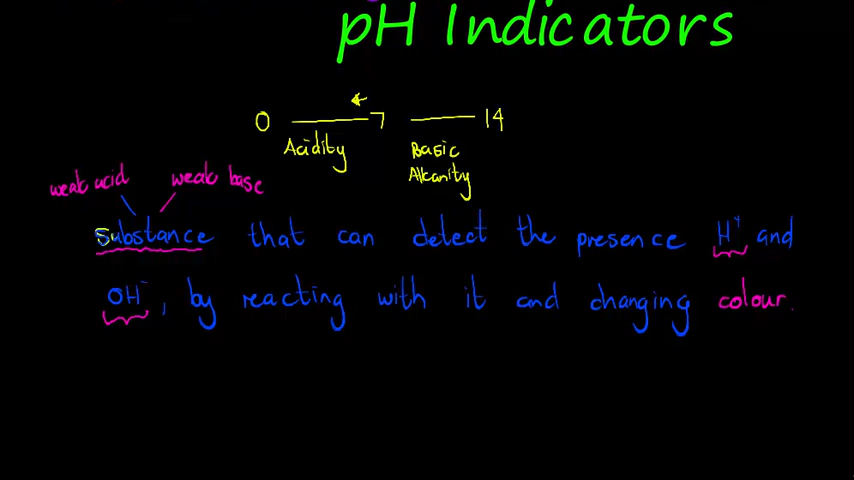 pH Indicators
0 7 14
Acidity Basic
Alkanity
weak acid weak base
substance that can detect the presence H⁺ and
OH⁻, by reacting with it and changing colour.